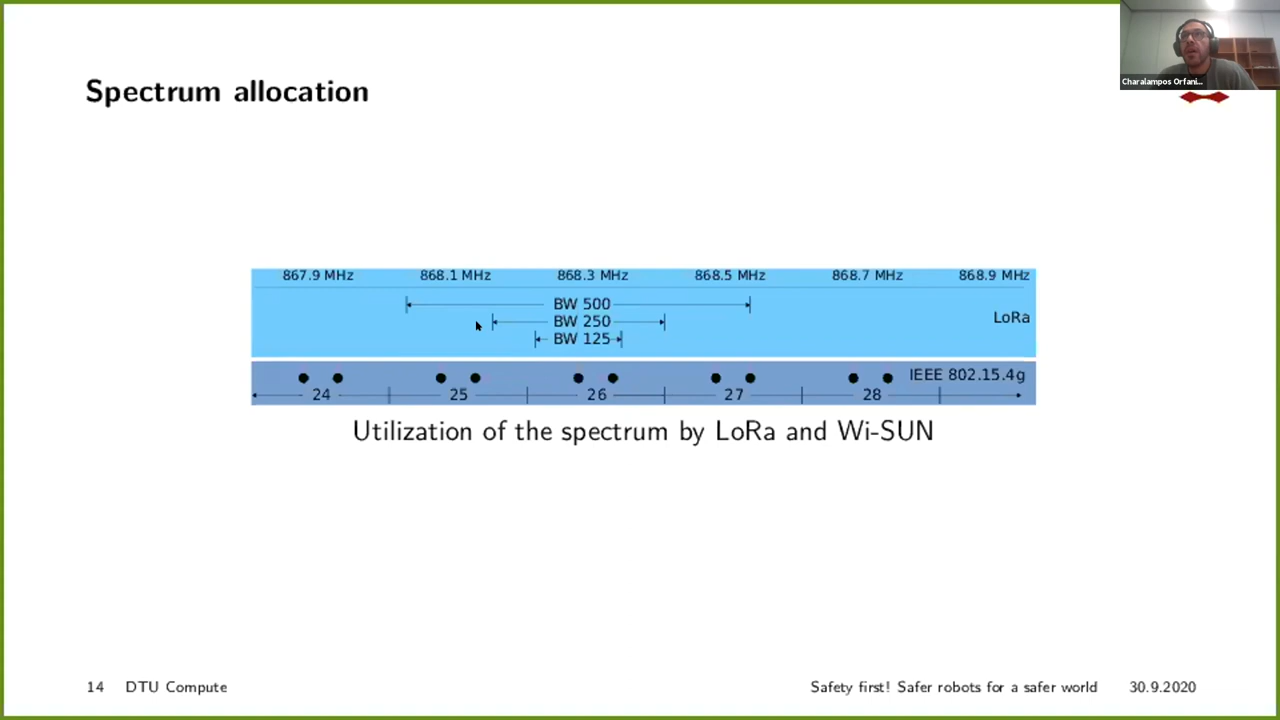 Charalampos Orfani...
Spectrum allocation
867.9 MHz 868.1 MHz 868.3 MHz 868.5 MHz 868.7 MHz 868.9 MHz
BW 500
BW 250
BW 125
LoRa
IEEE 802.15.4g
24 25 26 27 28
Utilization of the spectrum by LoRa and Wi-SUN
14 DTU Compute Safety first! Safer robots for a safer world 30.9.2020